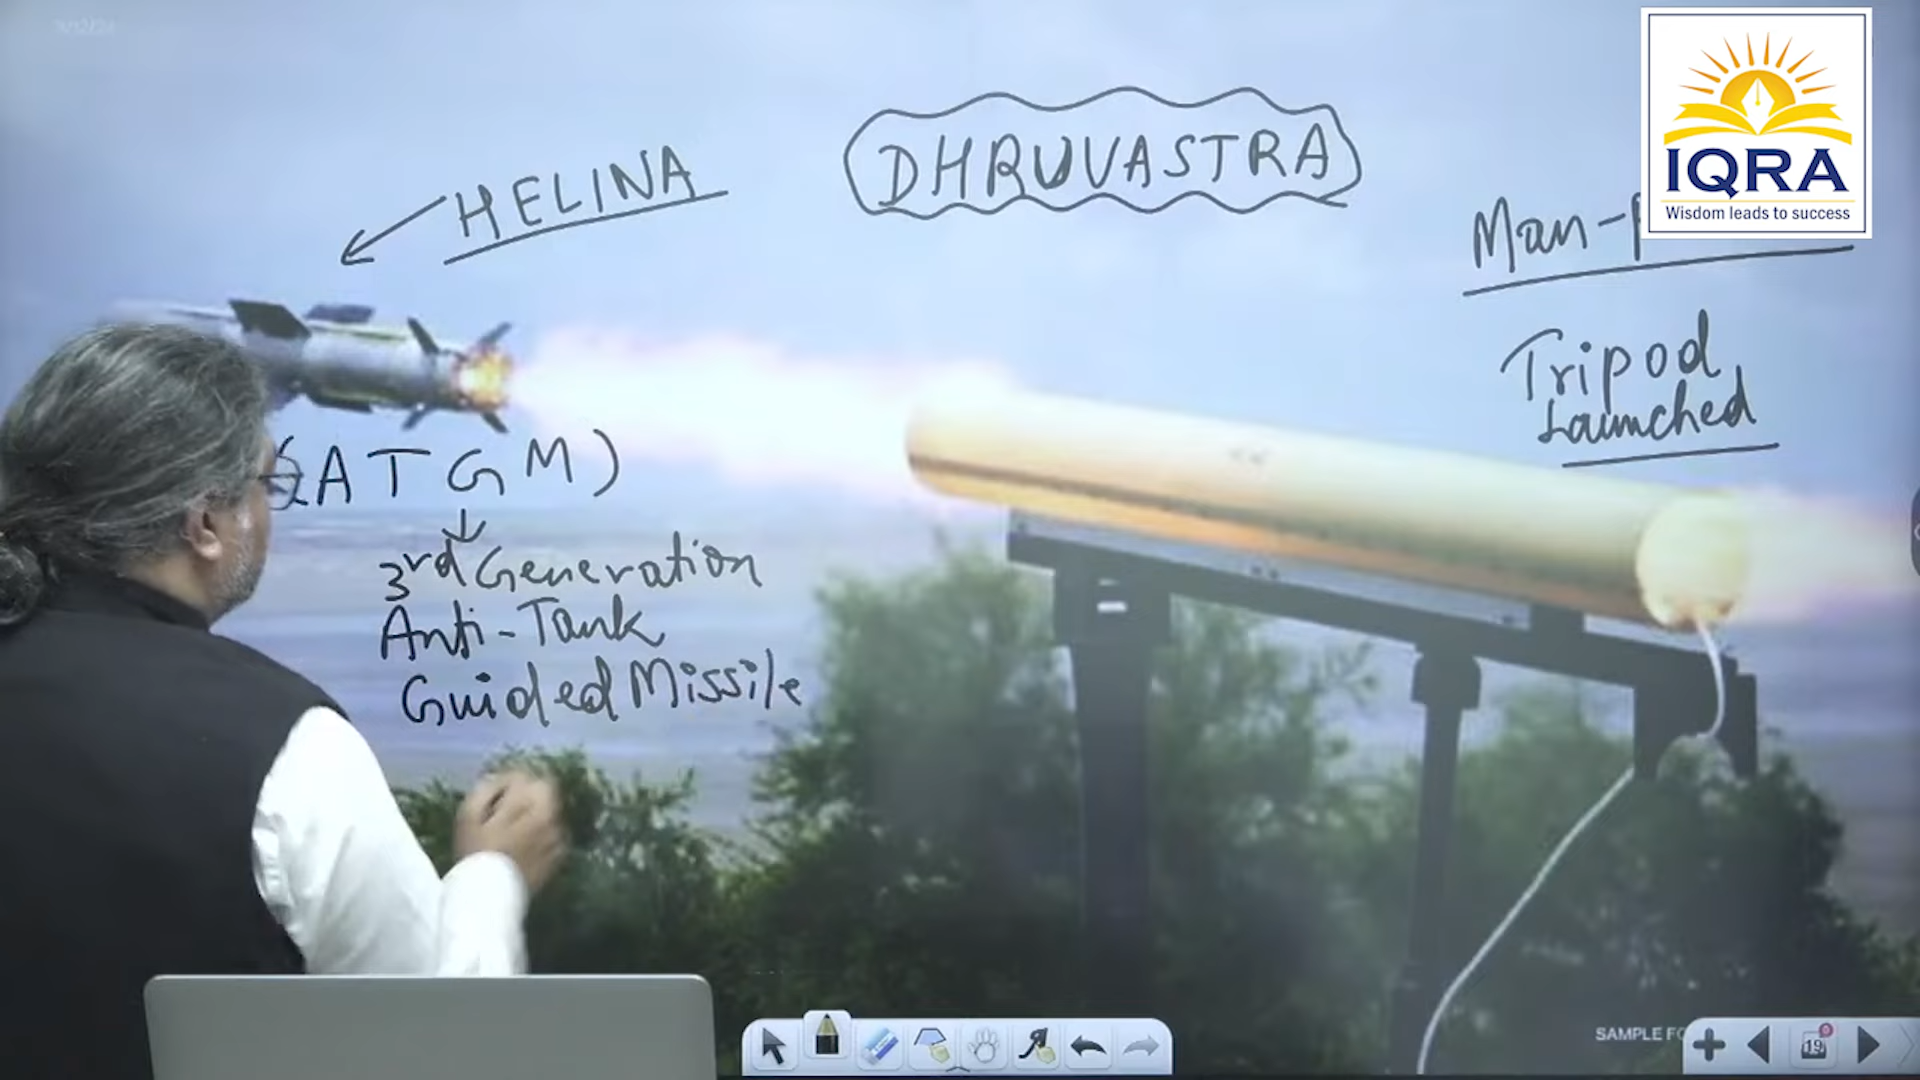 DHRUVASTRA
HELINA
IQRA
Wisdom leads to success
Man-
Tripod
Launched
(ATGM)
3rd Generation
Anti-Tank
Guided Missile
SAMPLE
19